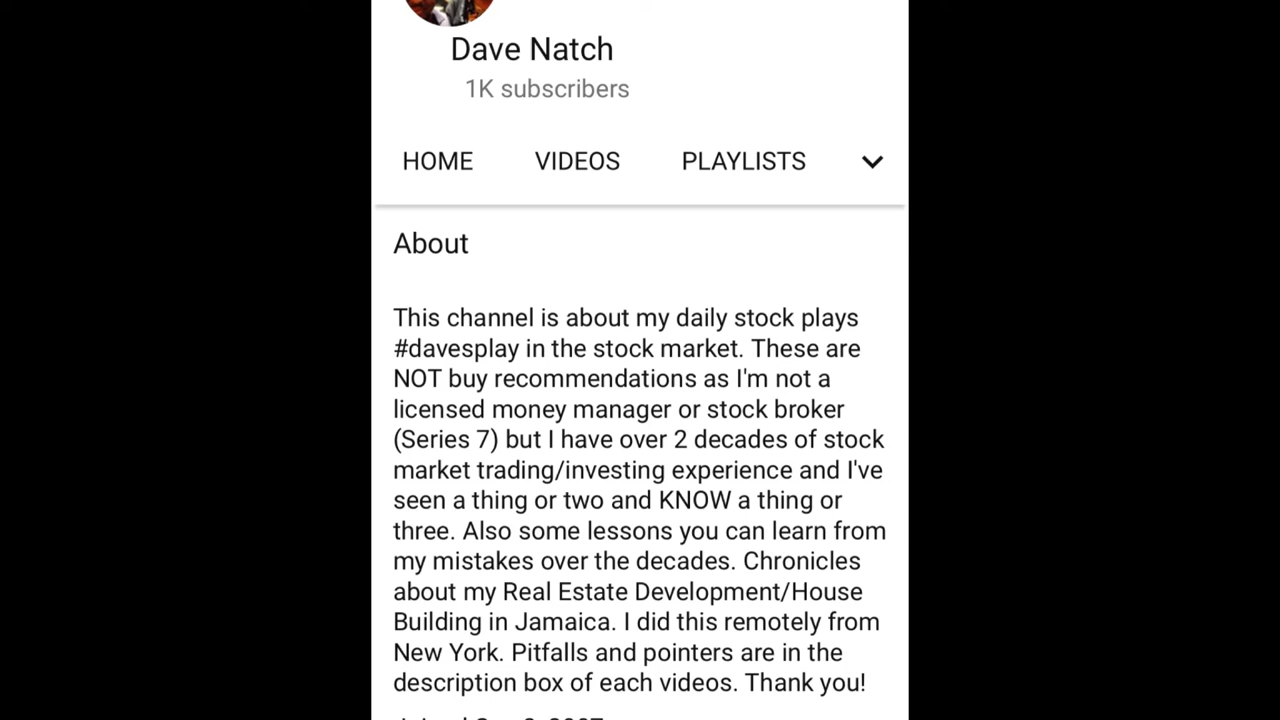 Dave Natch
1K subscribers
HOME VIDEOS PLAYLISTS
About
This channel is about my daily stock plays
#davesplay in the stock market. These are
NOT buy recommendations as I'm not a
licensed money manager or stock broker
(Series 7) but I have over 2 decades of stock
market trading/investing experience and I've
seen a thing or two and KNOW a thing or
three. Also some lessons you can learn from
my mistakes over the decades. Chronicles
about my Real Estate Development/House
Building in Jamaica. I did this remotely from
New York. Pitfalls and pointers are in the
description box of each videos. Thank you!